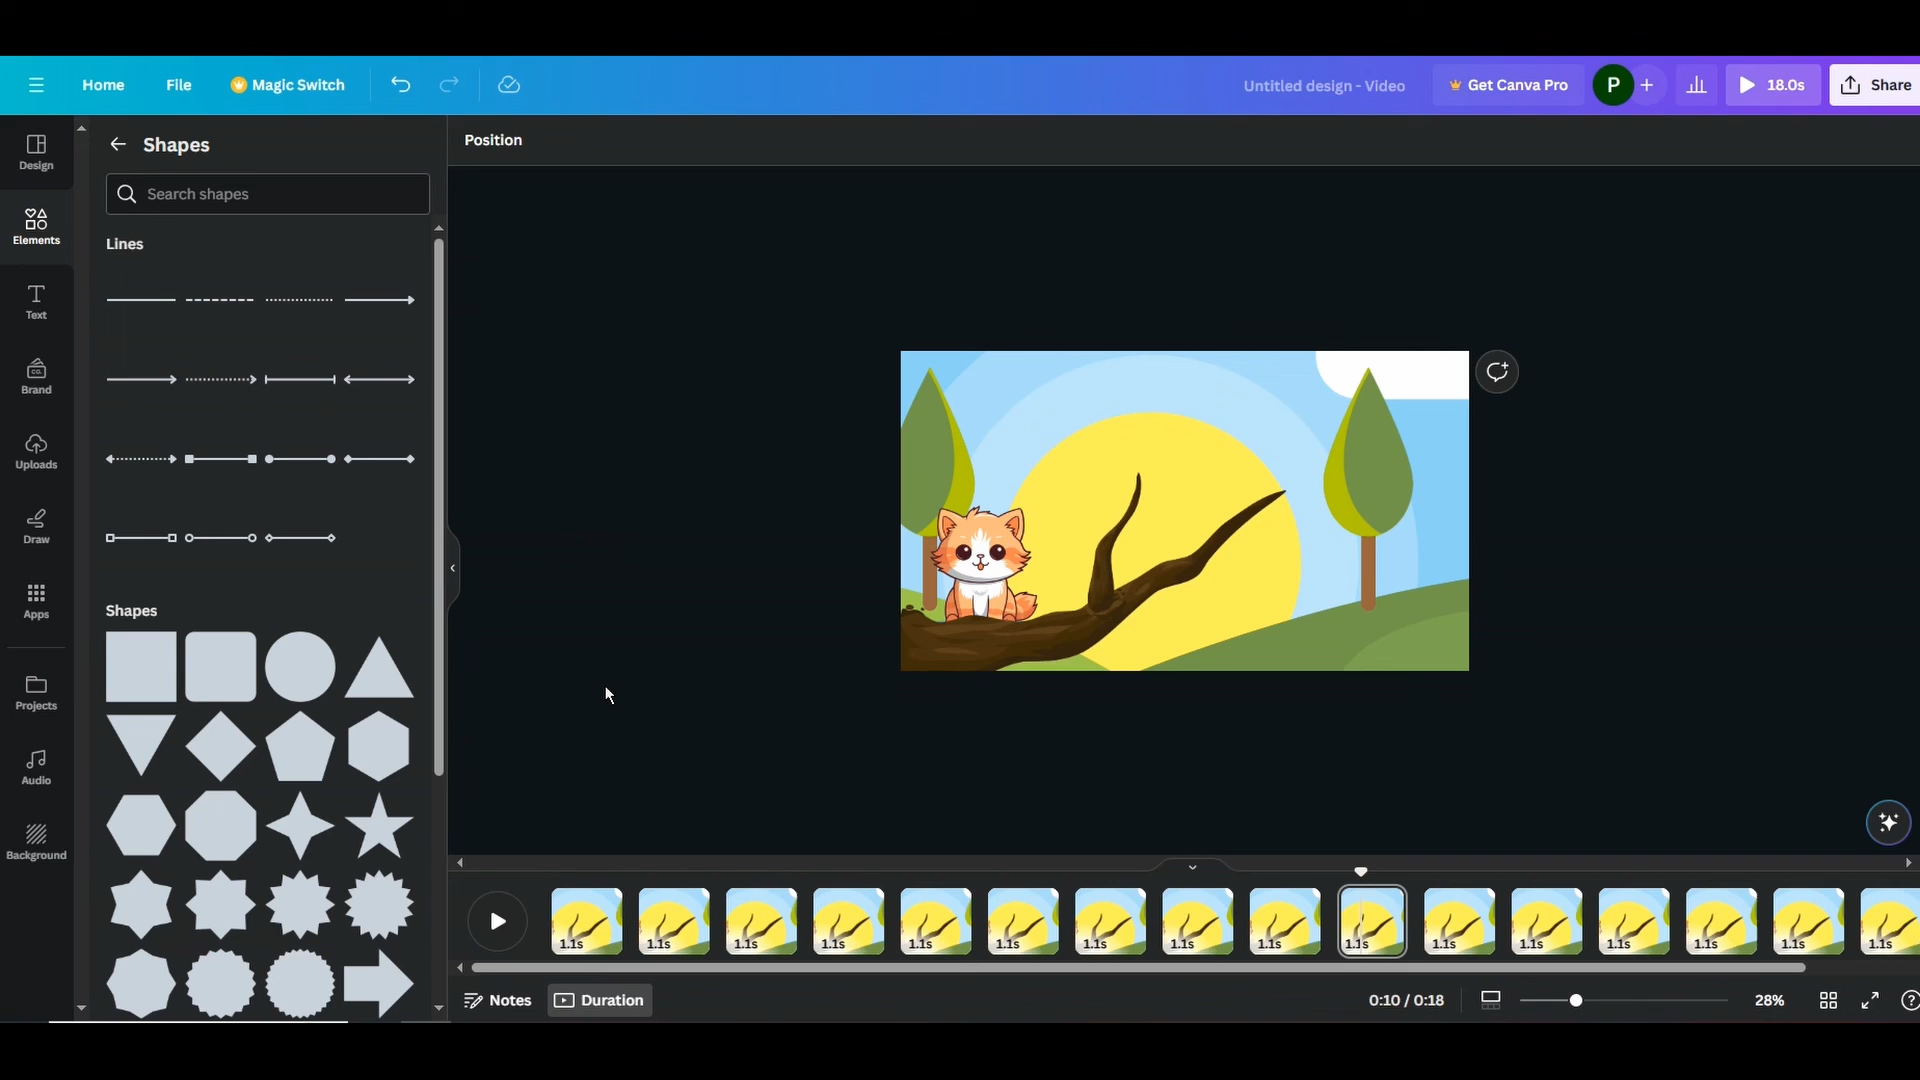 Home File Magic Switch Untitled design - Video Get Canva Pro P + 18.0s Share
Design
Elements
Text
Brand
Uploads
Draw
Apps
Projects
Audio
Background
Shapes
Search shapes
Lines
Shapes
Position
1.1s 1.1s 1.1s 1.1s 1.1s 1.1s 1.1s 1.1s 1.1s 1.1s 1.1s 1.1s 1.1s 1.1s 1.1s 1.1s
Notes Duration 0:10 / 0:18 28% ?